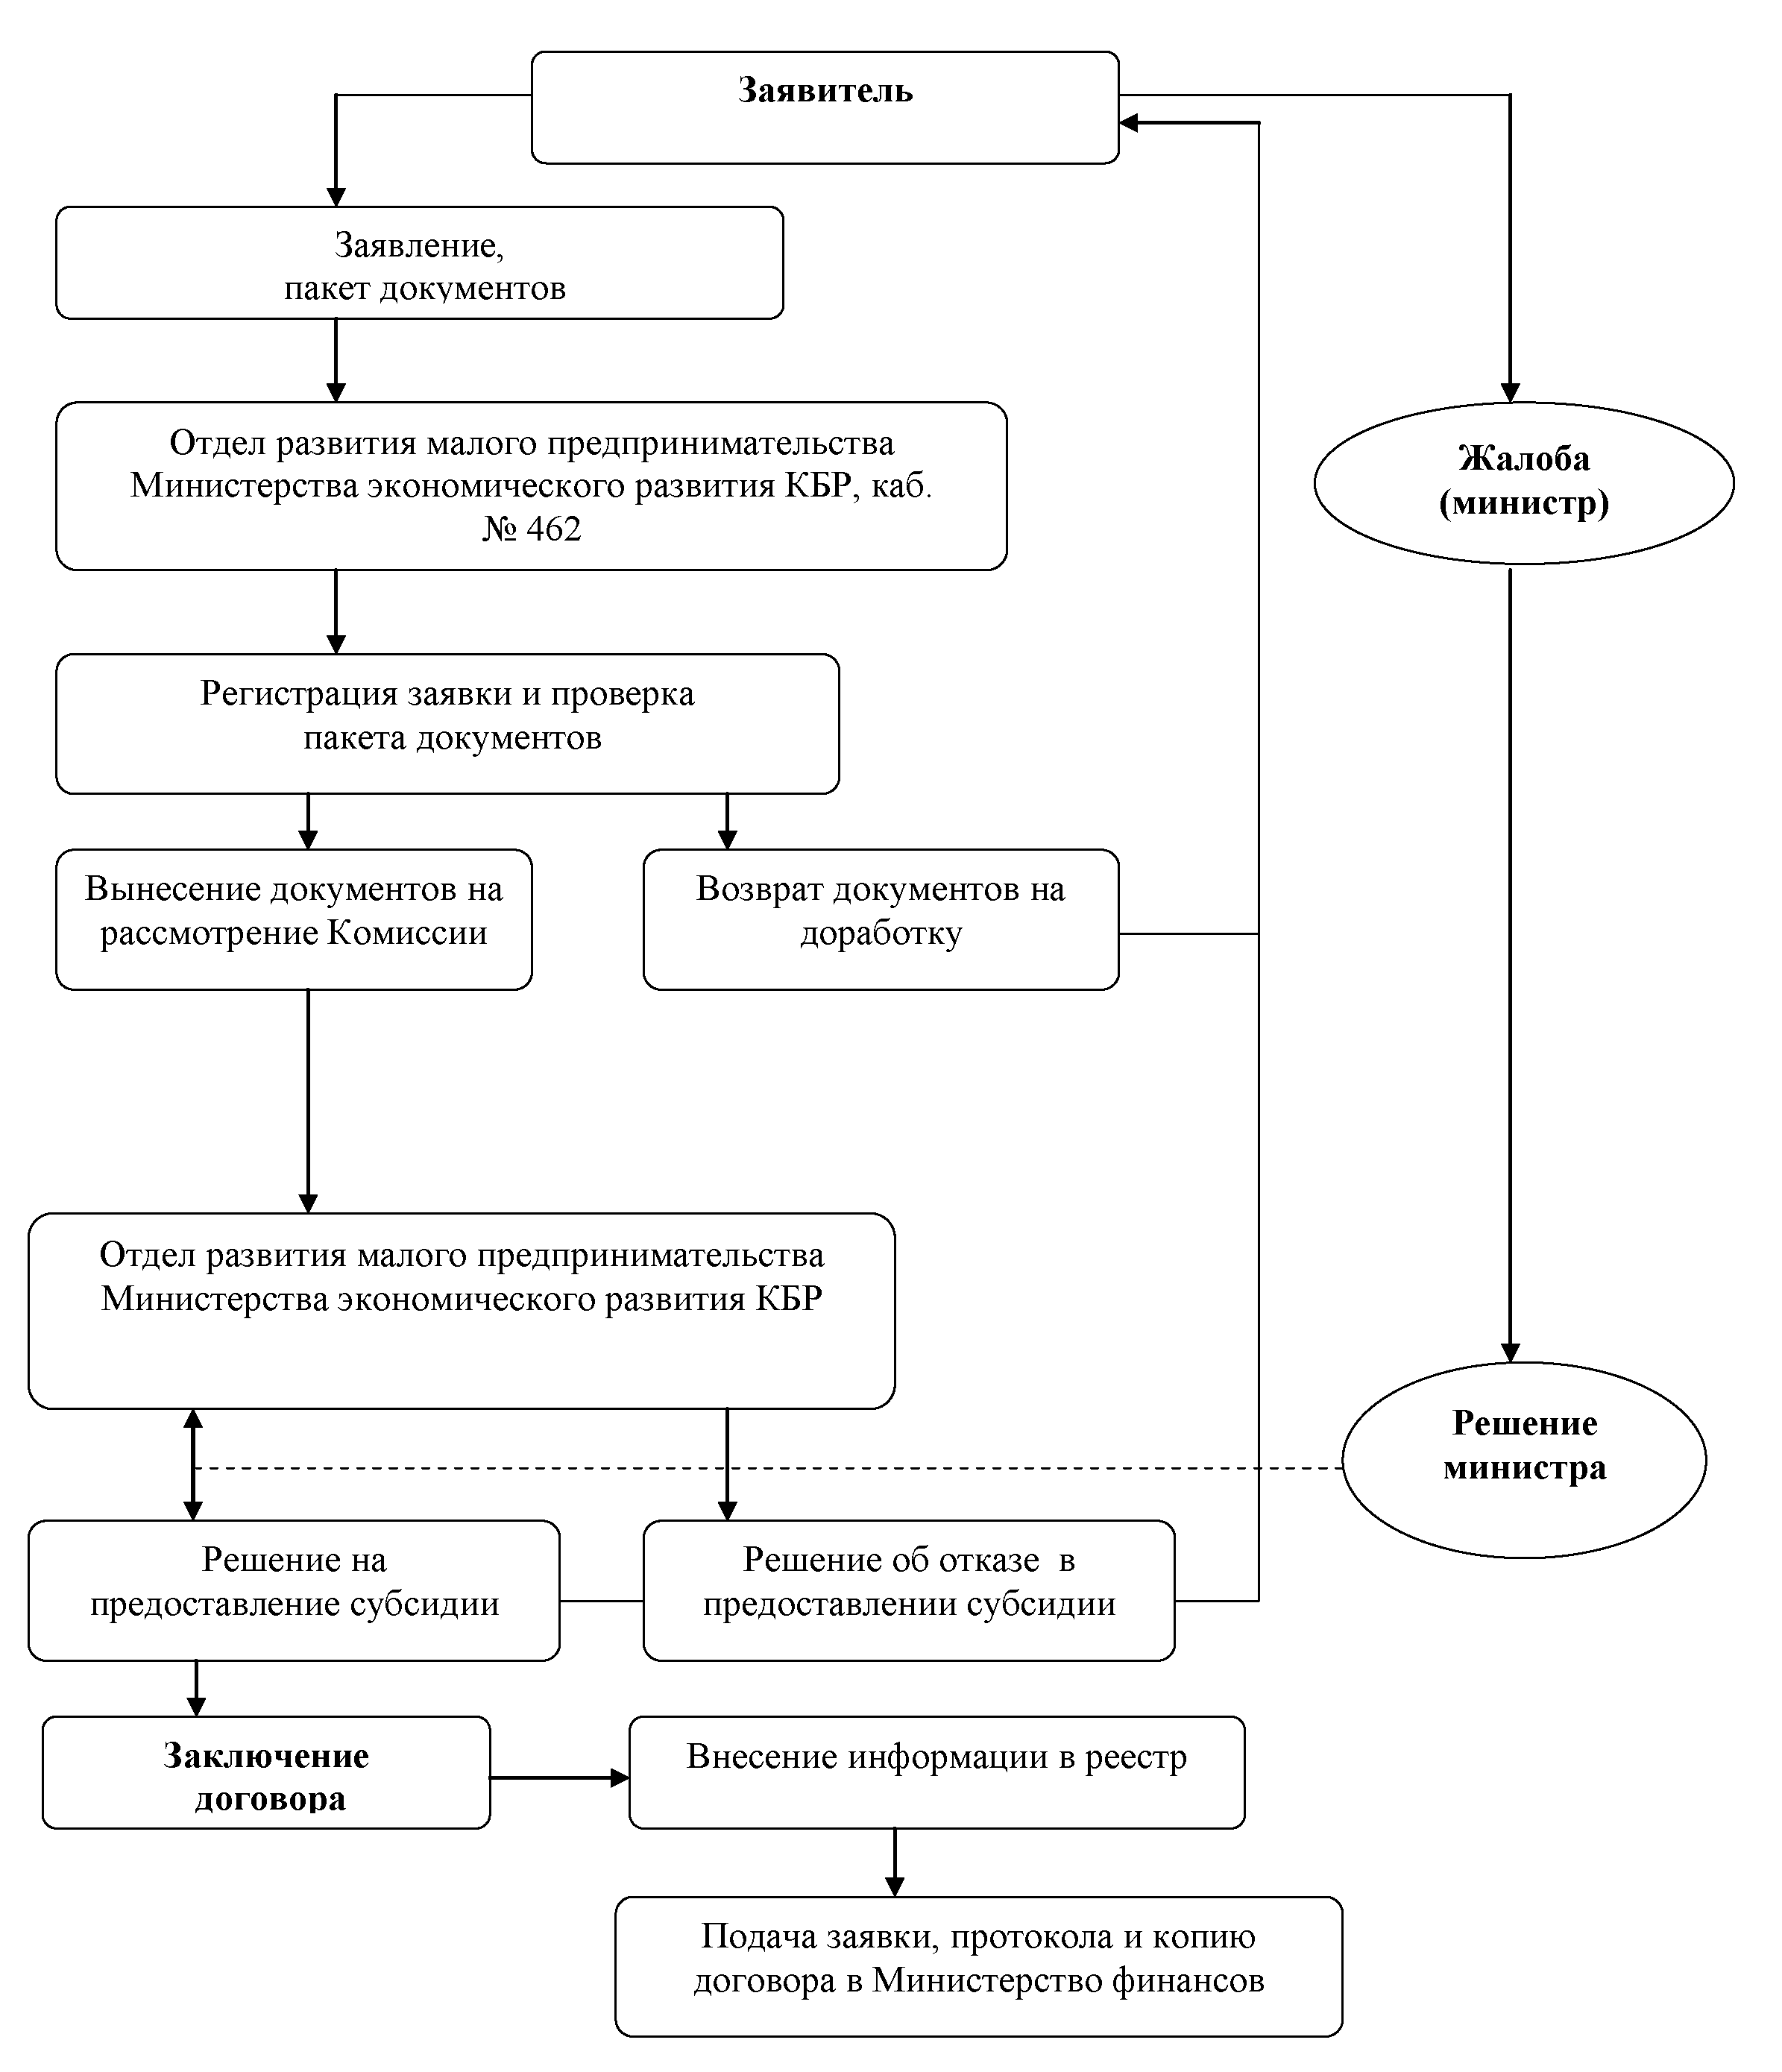 Заявитель
Заявление,
пакет документов
Отдел развития малого предпринимательства
Министерства экономического развития КБР, каб.
№ 462
Жалоба
(министр)
Регистрация заявки и проверка
пакета документов
Вынесение документов на
рассмотрение Комиссии
Возврат документов на
доработку
Отдел развития малого предпринимательства
Министерства экономического развития КБР
Решение
министра
Решение на
предоставление субсидии
Решение об отказе  в
предоставлении субсидии
Заключение
договора
Внесение информации в реестр
Подача заявки, протокола и копию
договора в Министерство финансов